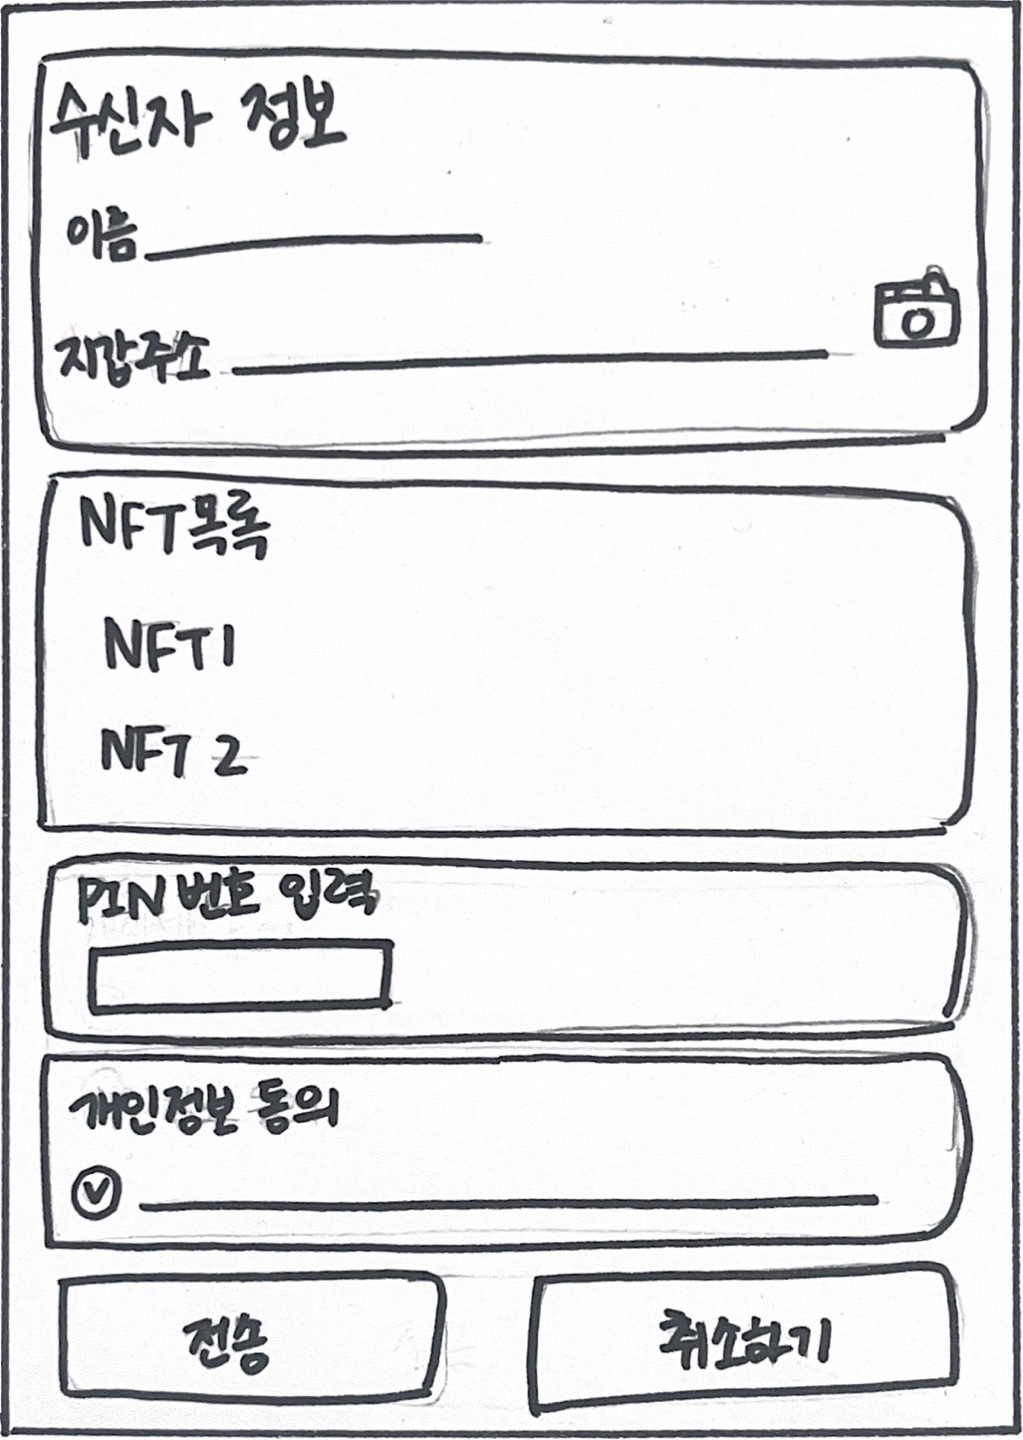 수신자 정보
이름
지갑주소
NFT목록
NFT1
NFT 2
PIN 번호 입력
개인정보 동의
전송
취소하기